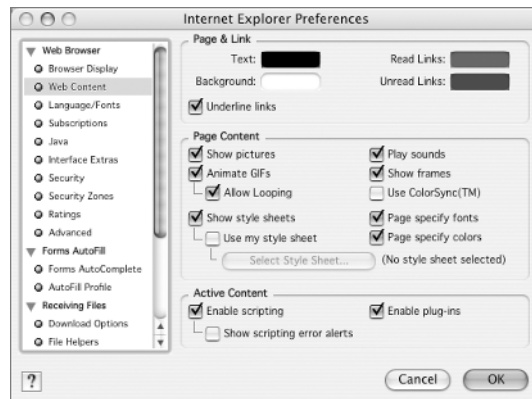 Internet Explorer Preferences
Web Browser
Browser Display
Web Content
Language/Fonts
Subscriptions
Java
Interface Extras
Security
Security Zones
Ratings
Advanced
Forms AutoFill
Forms AutoComplete
AutoFill Profile
Receiving Files
Download Options
File Helpers
Page & Link
Text:
Read Links:
Background:
Unread Links:
Underline links
Page Content
Show pictures
Play sounds
Animate GIFs
Show frames
Allow Looping
Use ColorSync(TM)
Show style sheets
Page specify fonts
Use my style sheet
Page specify colors
Select Style Sheet...
(No style sheet selected)
Active Content
Enable scripting
Enable plug-ins
Show scripting error alerts
?
Cancel
OK